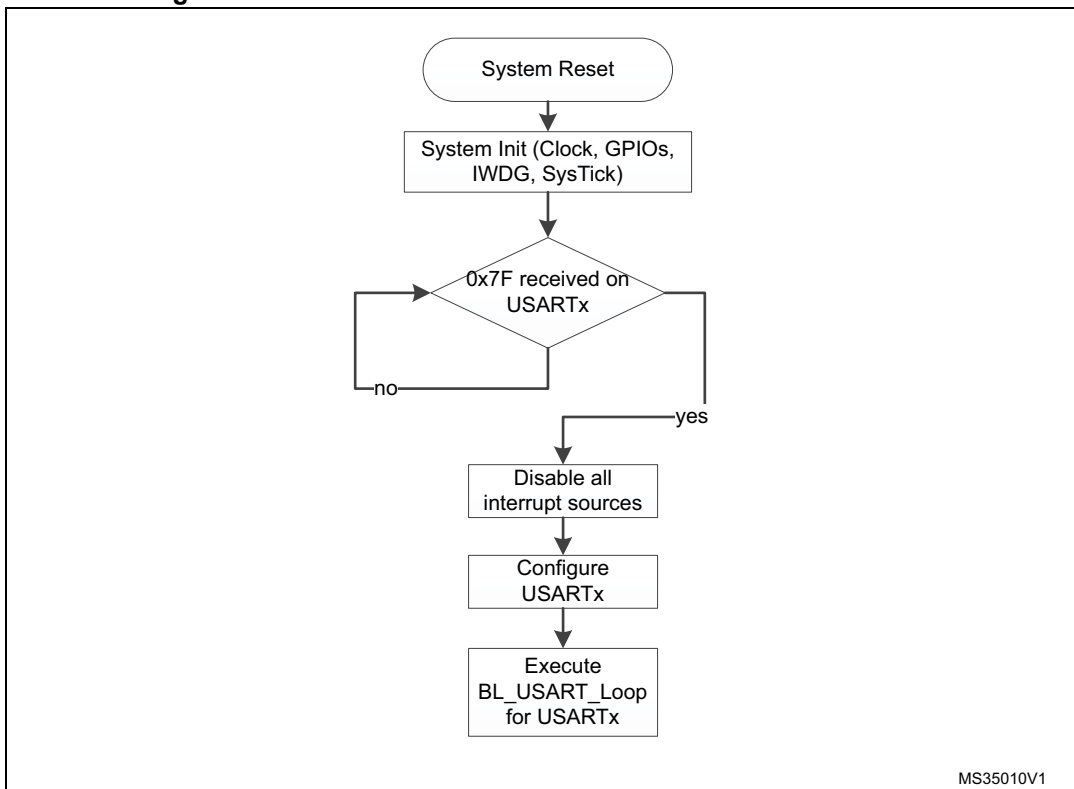 System Reset
System Init (Clock, GPIOs,
IWDG, SysTick)
0x7F received on
USARTx
no
yes
Disable all
interrupt sources
Configure
USARTx
Execute
BL_USART_Loop
for USARTx
MS35010V1